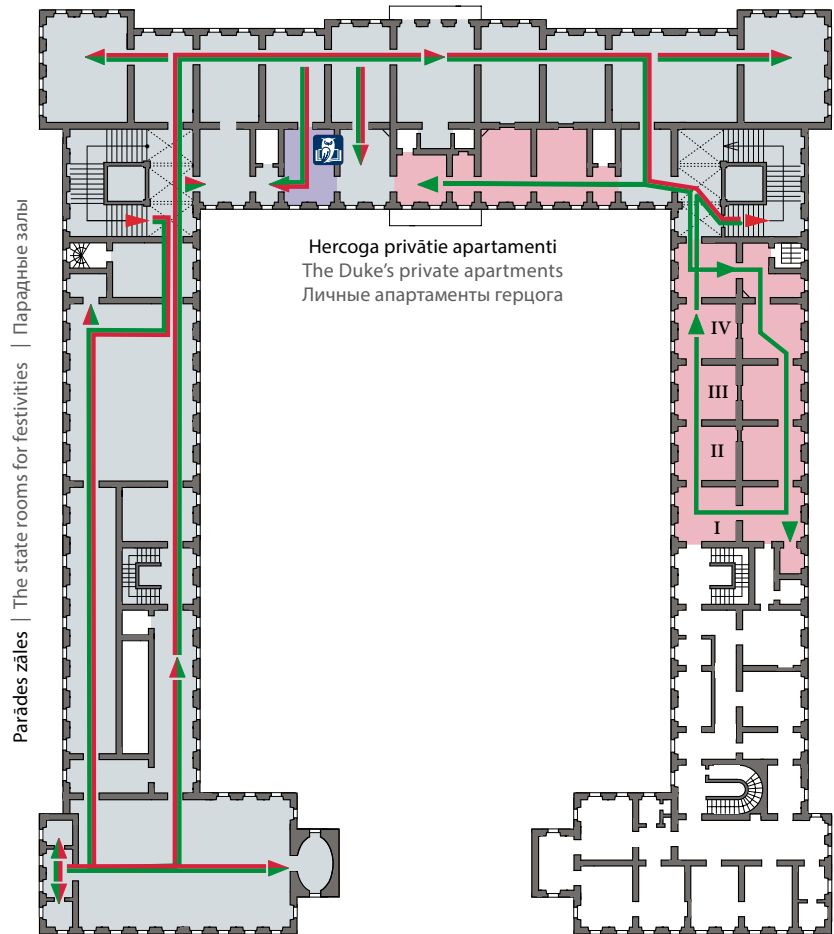 Hercoga privātie apartamenti
The Duke's private apartments
Личные апартаменты герцога
Parādes zāles | The state rooms for festivities | Парадные залы
IV
III
II
I